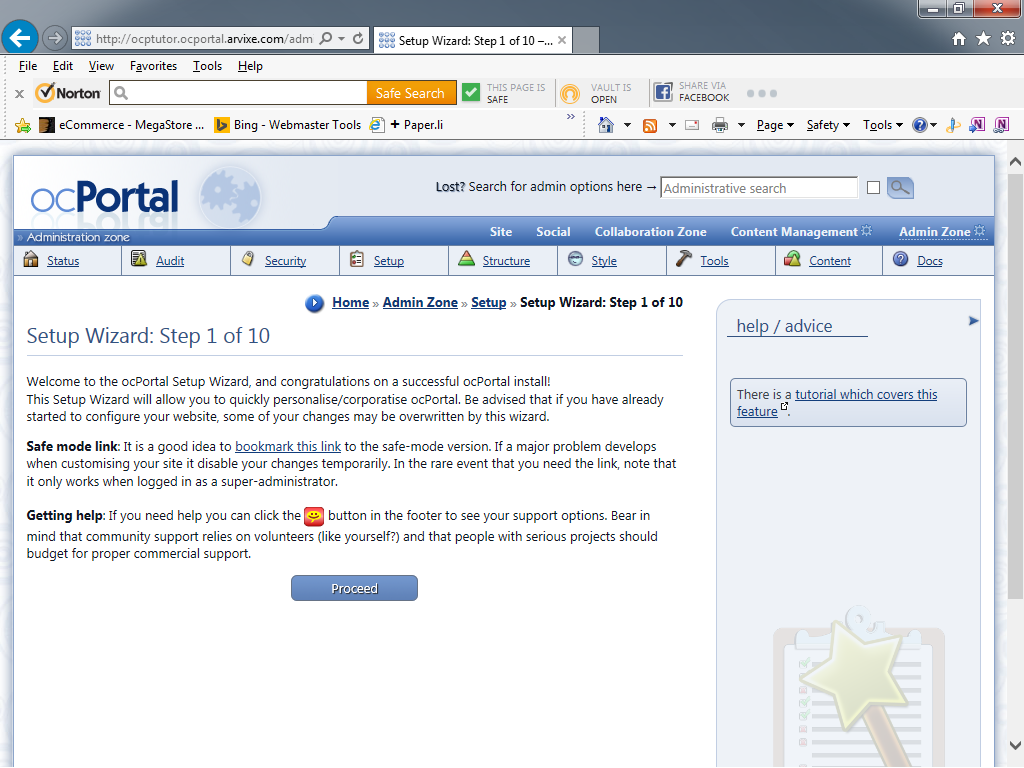 http://ocptutor.ocportal.arvixe.com/adm
Setup Wizard: Step 1 of 10 –...
File Edit View Favorites Tools Help
Norton Safe Search THIS PAGE IS SAFE VAULT IS OPEN SHARE VIA FACEBOOK
eCommerce - MegaStore ... Bing - Webmaster Tools + Paper.li » Page Safety Tools
ocPortal
Lost? Search for admin options here → Administrative search
» Administration zone
Site Social Collaboration Zone Content Management Admin Zone
Status Audit Security Setup Structure Style Tools Content Docs
Home » Admin Zone » Setup » Setup Wizard: Step 1 of 10
Setup Wizard: Step 1 of 10
Welcome to the ocPortal Setup Wizard, and congratulations on a successful ocPortal install!
This Setup Wizard will allow you to quickly personalise/corporatise ocPortal. Be advised that if you have already
started to configure your website, some of your changes may be overwritten by this wizard.
Safe mode link: It is a good idea to bookmark this link to the safe-mode version. If a major problem develops
when customising your site it disable your changes temporarily. In the rare event that you need the link, note that
it only works when logged in as a super-administrator.
Getting help: If you need help you can click the button in the footer to see your support options. Bear in
mind that community support relies on volunteers (like yourself?) and that people with serious projects should
budget for proper commercial support.
Proceed
help / advice
There is a tutorial which covers this
feature .